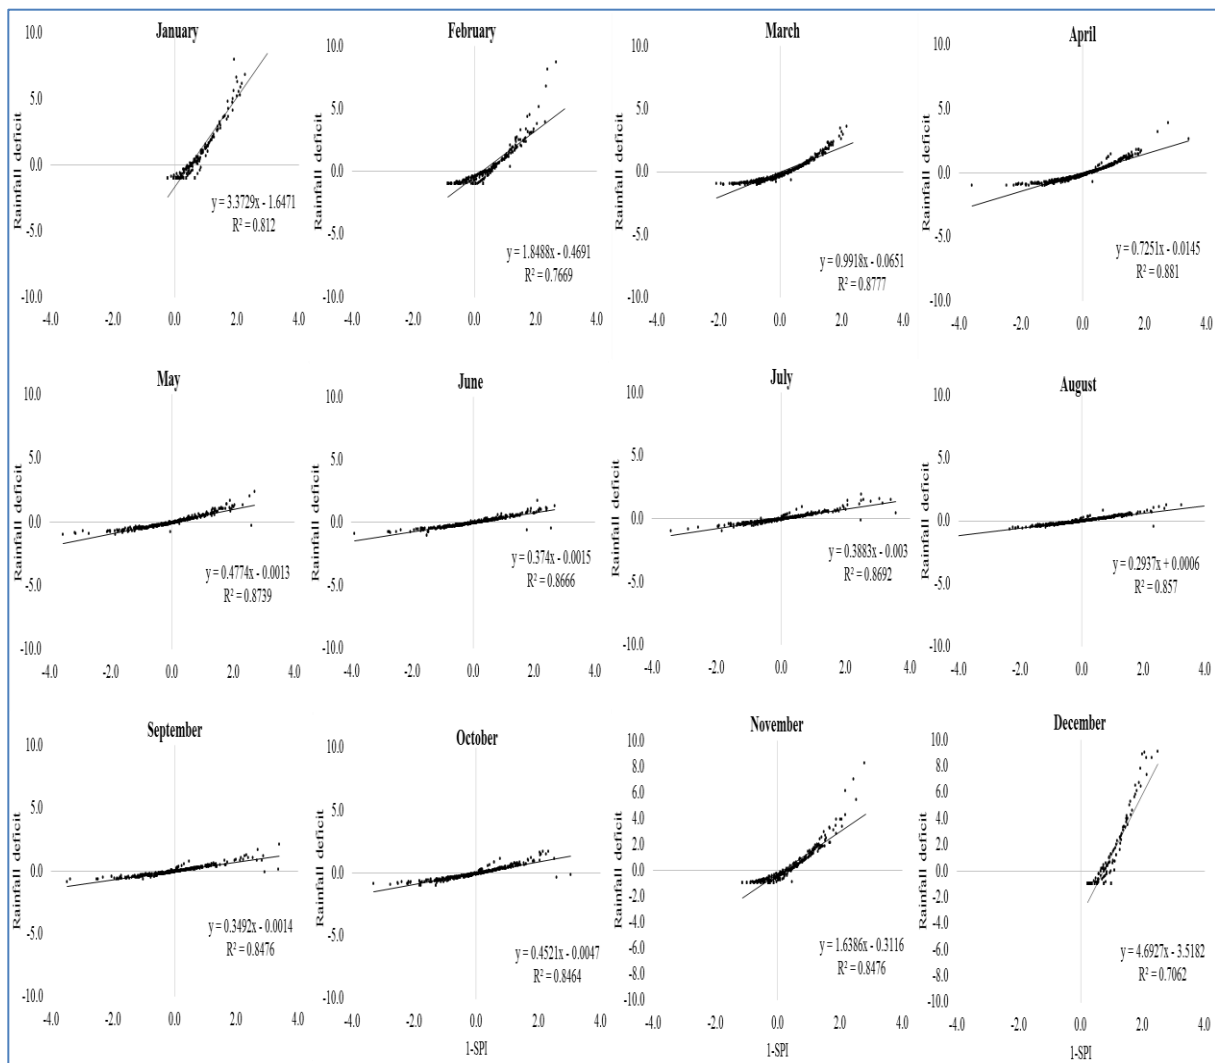 January
10.0
5.0
0.0
-5.0
-10.0
-4.0 -2.0 0.0 2.0 4.0
Rainfall deficit
y = 3.3729x - 1.6471
R² = 0.812
February
10.0
5.0
0.0
-5.0
-10.0
-4.0 -2.0 0.0 2.0 4.0
Rainfall deficit
y = 1.8488x - 0.4691
R² = 0.7669
March
10.0
5.0
0.0
-5.0
-10.0
-4.0 -2.0 0.0 2.0 4.0
Rainfall deficit
y = 0.9918x - 0.0651
R² = 0.8777
April
10.0
5.0
0.0
-5.0
-10.0
-4.0 -2.0 0.0 2.0 4.0
Rainfall deficit
y = 0.7251x - 0.0145
R² = 0.881
May
10.0
5.0
0.0
-5.0
-10.0
-4.0 -2.0 0.0 2.0 4.0
Rainfall deficit
y = 0.4774x - 0.0013
R² = 0.8739
June
10.0
5.0
0.0
-5.0
-10.0
-4.0 -2.0 0.0 2.0 4.0
Rainfall deficit
y = 0.374x - 0.0015
R² = 0.8666
July
10.0
5.0
0.0
-5.0
-10.0
-4.0 -2.0 0.0 2.0 4.0
Rainfall deficit
y = 0.3883x - 0.003
R² = 0.8692
August
10.0
5.0
0.0
-5.0
-10.0
-4.0 -2.0 0.0 2.0 4.0
Rainfall deficit
y = 0.2937x + 0.0006
R² = 0.857
September
10.0
5.0
0.0
-5.0
-10.0
-4.0 -2.0 0.0 2.0 4.0
Rainfall deficit
y = 0.3492x - 0.0014
R² = 0.8476
October
10.0
5.0
0.0
-5.0
-10.0
-4.0 -2.0 0.0 2.0 4.0
Rainfall deficit
y = 0.4521x - 0.0047
R² = 0.8464
1-SPI
November
10.0
8.0
6.0
4.0
2.0
0.0
-2.0
-4.0
-6.0
-8.0
-10.0
-4.0 -2.0 0.0 2.0 4.0
Rainfall deficit
y = 1.6386x - 0.3116
R² = 0.8476
1-SPI
December
10.0
8.0
6.0
4.0
2.0
0.0
-2.0
-4.0
-6.0
-8.0
-10.0
-4.0 -2.0 0.0 2.0 4.0
Rainfall deficit
y = 4.6927x - 3.5182
R² = 0.7062
1-SPI